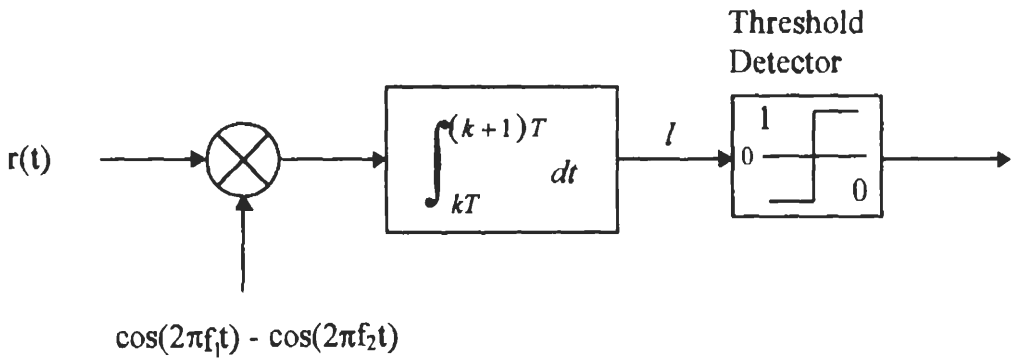 Threshold
Detector
r(t)
∫
(k + 1)T
kT
dt
l
1
0
0
cos(2πf₁t) - cos(2πf₂t)